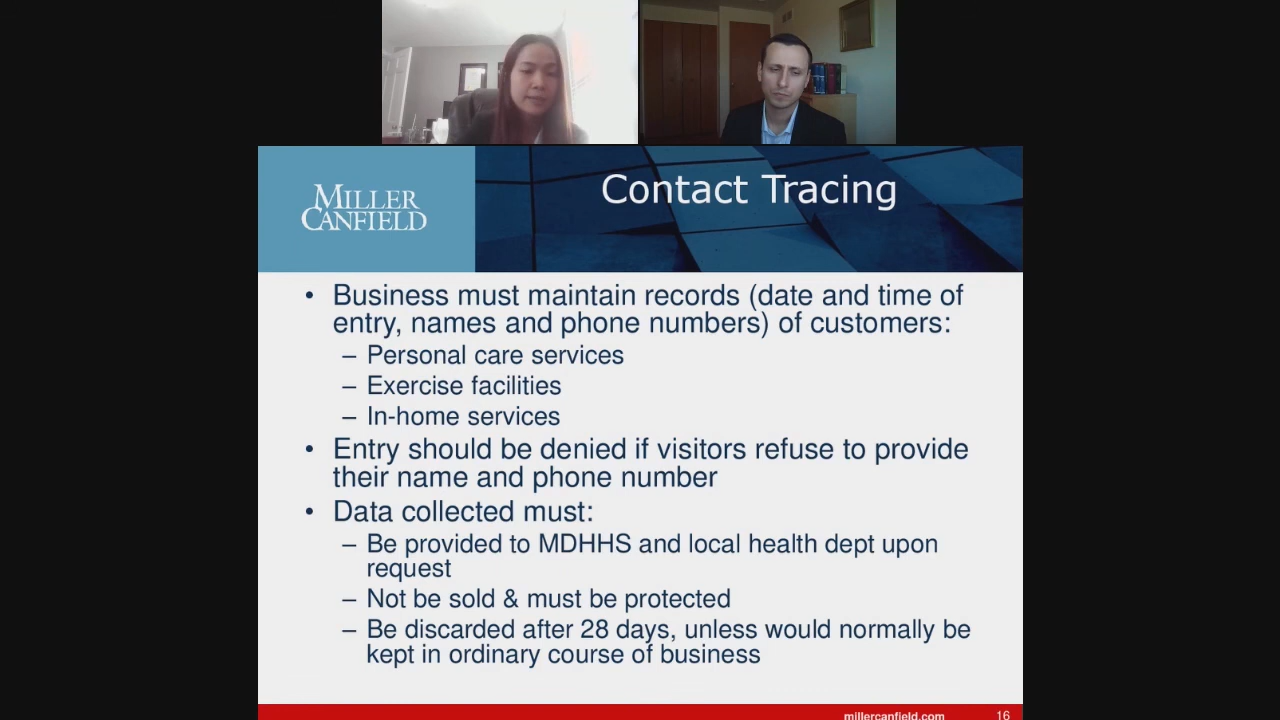 MILLER
CANFIELD
Contact Tracing
• Business must maintain records (date and time of
entry, names and phone numbers) of customers:
– Personal care services
– Exercise facilities
– In-home services
• Entry should be denied if visitors refuse to provide
their name and phone number
• Data collected must:
– Be provided to MDHHS and local health dept upon
request
– Not be sold & must be protected
– Be discarded after 28 days, unless would normally be
kept in ordinary course of business
millercanfield.com
16